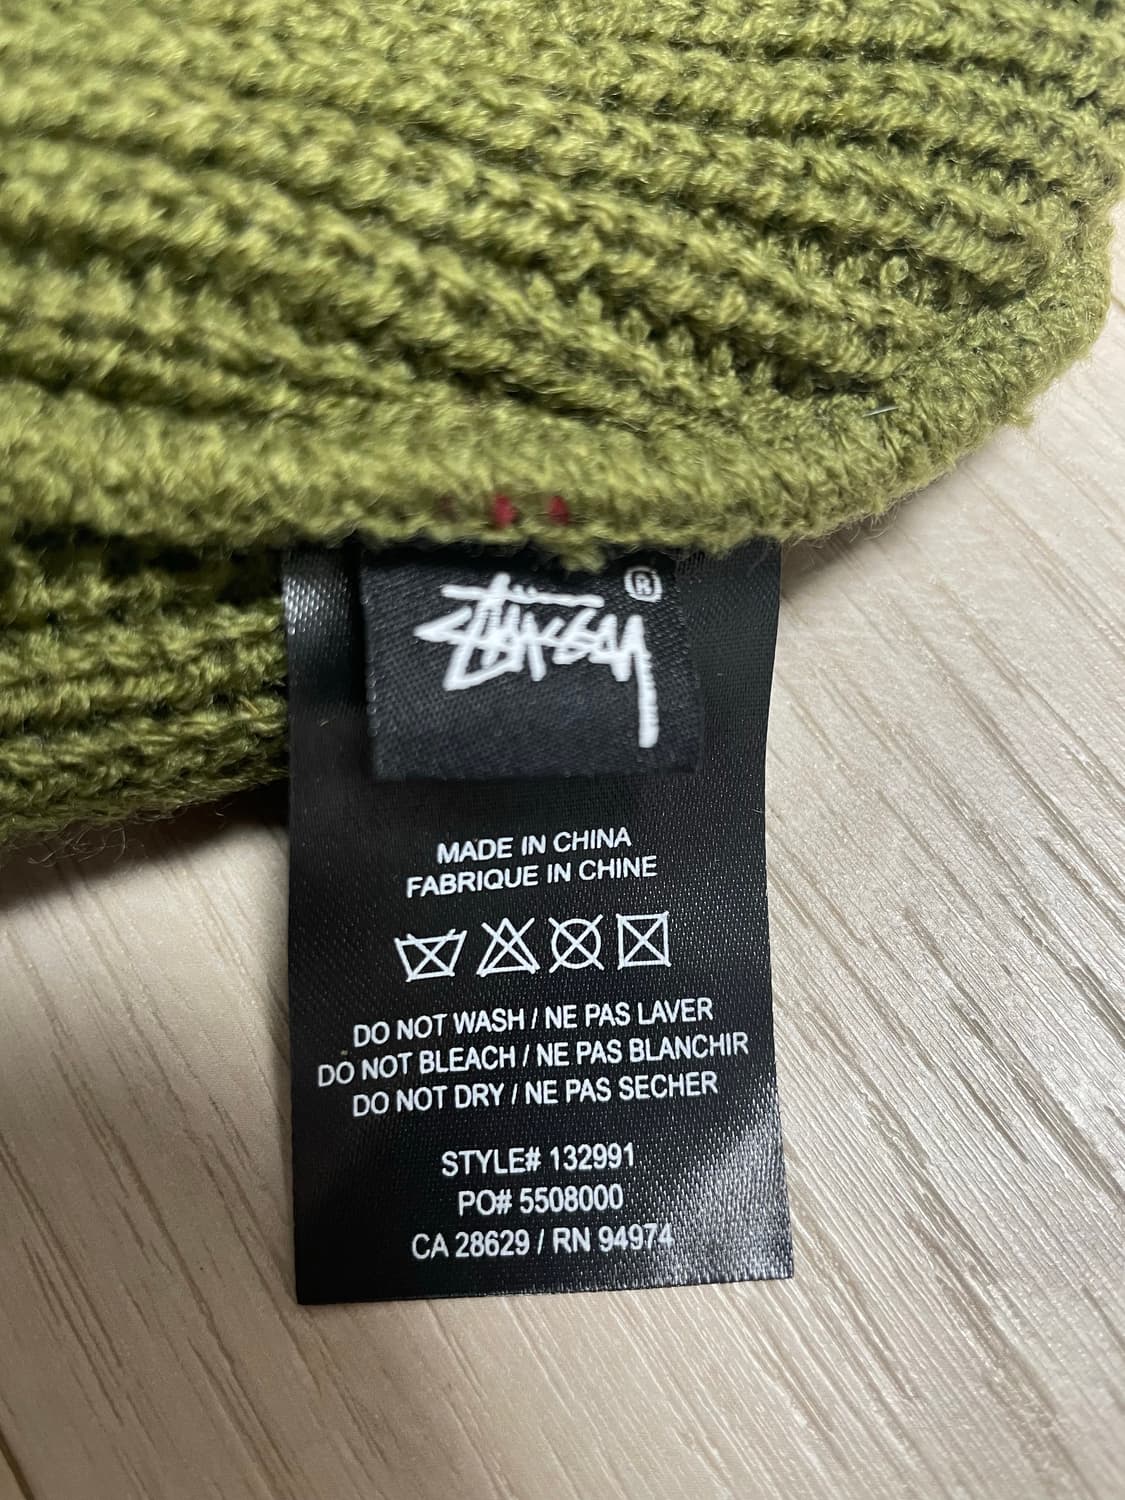 Stüssy ®
MADE IN CHINA
FABRIQUE IN CHINE
DO NOT WASH / NE PAS LAVER
DO NOT BLEACH / NE PAS BLANCHIR
DO NOT DRY / NE PAS SECHER
STYLE# 132991
PO# 5508000
CA 28629 / RN 94974